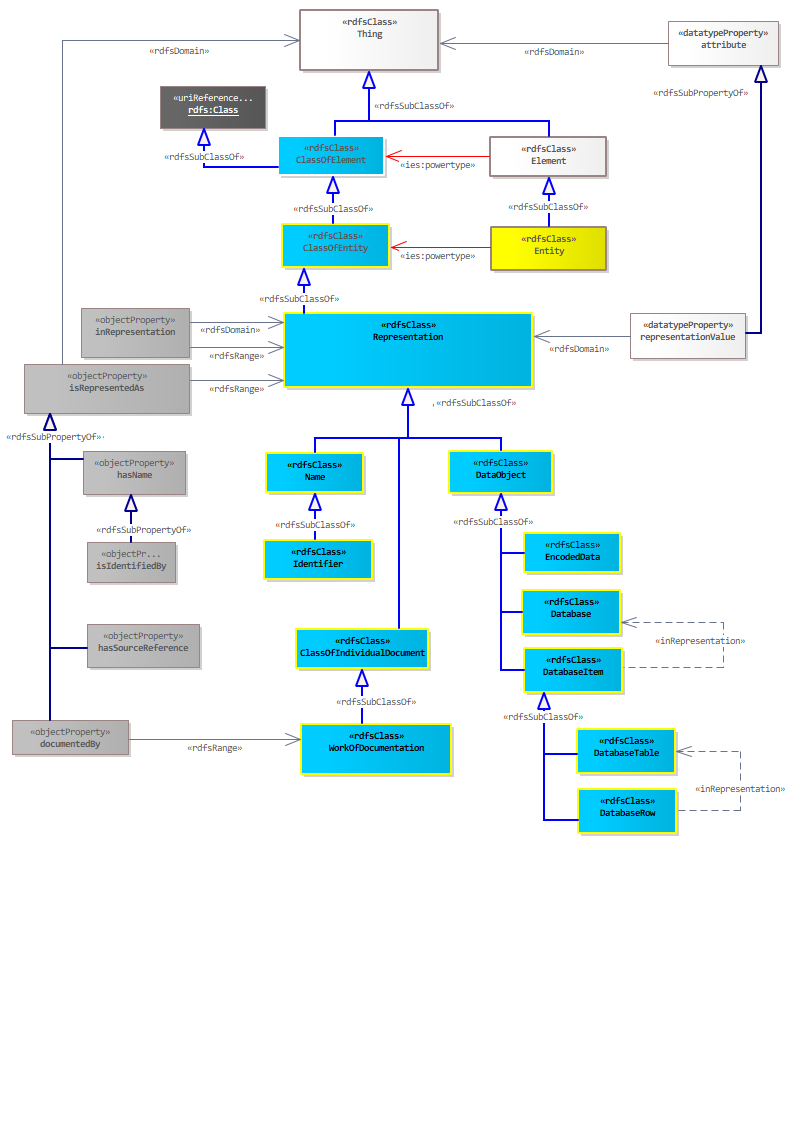 «rdfsClass»
Thing
«datatypeProperty»
attribute
«rdfsDomain»
«rdfsDomain»
«uriReference...
rdfs:Class
«rdfsSubClassOf»
«rdfsSubPropertyOf»
«rdfsClass»
ClassOfElement
«rdfsClass»
Element
«rdfsSubClassOf»
«ies:powertype»
«rdfsSubClassOf»
«rdfsSubClassOf»
«rdfsClass»
ClassOfEntity
«rdfsClass»
Entity
«ies:powertype»
«rdfsSubClassOf»
«objectProperty»
inRepresentation
«rdfsDomain»
«rdfsRange»
«rdfsClass»
Representation
«datatypeProperty»
representationValue
«rdfsDomain»
«objectProperty»
isRepresentedAs
«rdfsRange»
,«rdfsSubClassOf»
«rdfsSubPropertyOf»
«objectProperty»
hasName
«rdfsClass»
Name
«rdfsClass»
DataObject
«rdfsSubPropertyOf»
«rdfsSubClassOf»
«rdfsSubClassOf»
«objectPr...
isIdentifiedBy
«rdfsClass»
Identifier
«rdfsClass»
EncodedData
«rdfsClass»
Database
«inRepresentation»
«objectProperty»
hasSourceReference
«rdfsClass»
ClassOfIndividualDocument
«rdfsClass»
DatabaseItem
«rdfsSubClassOf»
«rdfsSubClassOf»
«objectProperty»
documentedBy
«rdfsRange»
«rdfsClass»
WorkOfDocumentation
«rdfsClass»
DatabaseTable
«inRepresentation»
«rdfsClass»
DatabaseRow